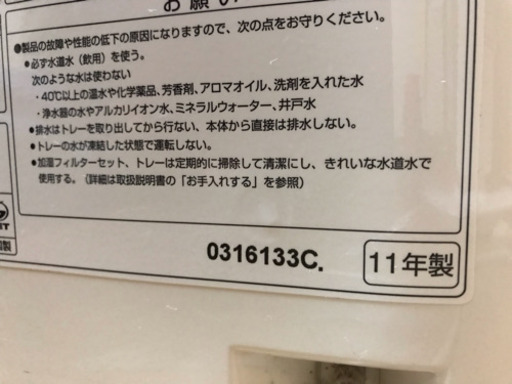 お願い
●製品の故障や性能の低下の原因になりますので、次の点をお守りください。
●必ず水道水（飲用）を使う。
次のような水は使わない
・40℃以上の温水や化学薬品、芳香剤、アロマオイル、洗剤を入れた水
・浄水器の水やアルカリイオン水、ミネラルウォーター、井戸水
●排水はトレーを取り出してから行ない、本体から直接は排水しない。
●トレーの水が凍結した状態で運転しない。
●加湿フィルターセット、トレーは定期的に掃除して清潔にし、きれいな水道水で
使用する。（詳細は取扱説明書の「お手入れする」を参照）
製
0316133C.
11年製